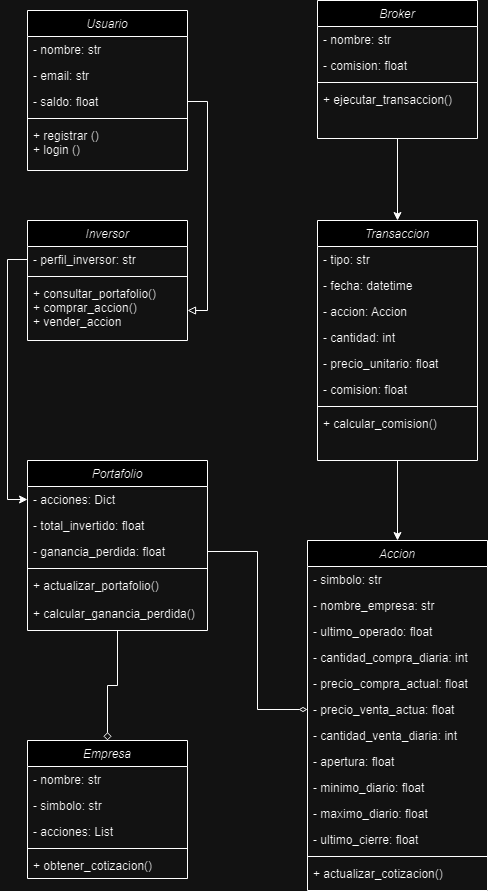 Usuario
- nombre: str
- email: str
- saldo: float
+ registrar ()
+ login ()
Broker
- nombre: str
- comision: float
+ ejecutar_transaccion()
Inversor
- perfil_inversor: str
+ consultar_portafolio()
+ comprar_accion()
+ vender_accion
Transaccion
- tipo: str
- fecha: datetime
- accion: Accion
- cantidad: int
- precio_unitario: float
- comision: float
+ calcular_comision()
Portafolio
- acciones: Dict
- total_invertido: float
- ganancia_perdida: float
+ actualizar_portafolio()
+ calcular_ganancia_perdida()
Accion
- simbolo: str
- nombre_empresa: str
- ultimo_operado: float
- cantidad_compra_diaria: int
- precio_compra_actual: float
- precio_venta_actua: float
- cantidad_venta_diaria: int
- apertura: float
- minimo_diario: float
- maximo_diario: float
- ultimo_cierre: float
+ actualizar_cotizacion()
Empresa
- nombre: str
- simbolo: str
- acciones: List
+ obtener_cotizacion()